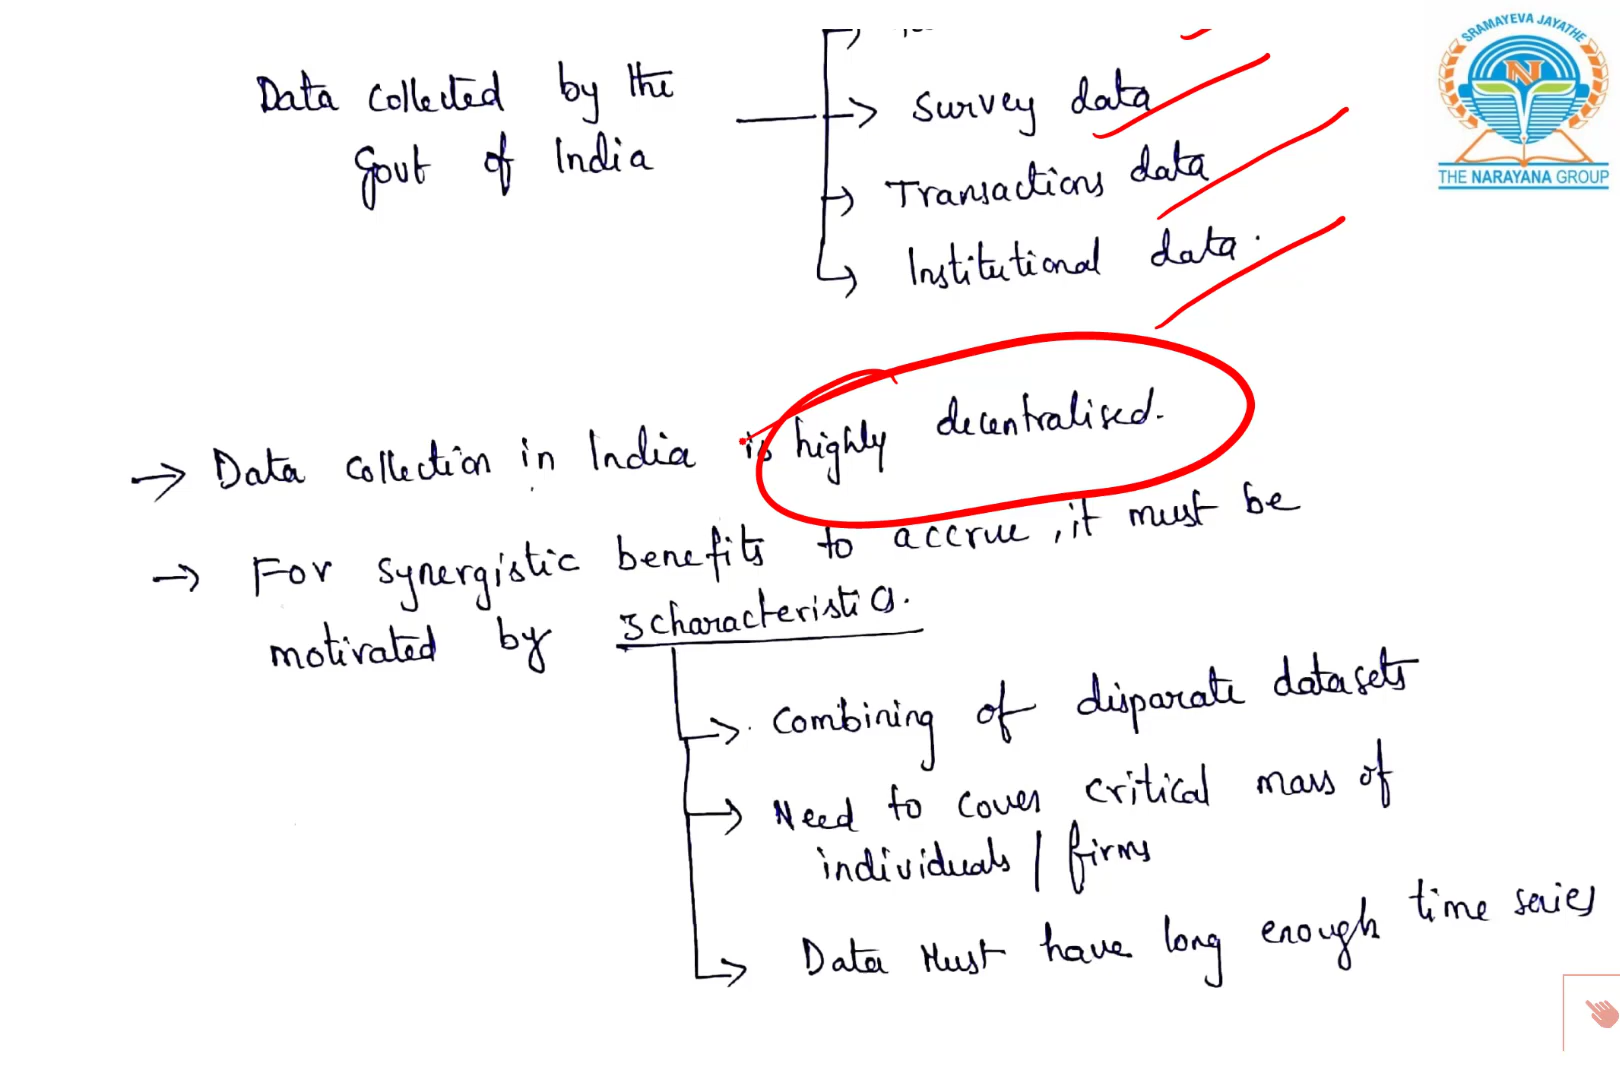 SRAMAYEVA JAYATHE
N
THE NARAYANA GROUP
Data collected by the
Govt of India
→ Survey data
→ Transactions data
→ Institutional data.
→ Data collection in India is highly decentralised.
→ For synergistic benefits to accrue, it must be
motivated by 3 characteristics.
→ Combining of disparate datasets
→ Need to cover critical mass of
individuals / firms
→ Data Must have long enough time series